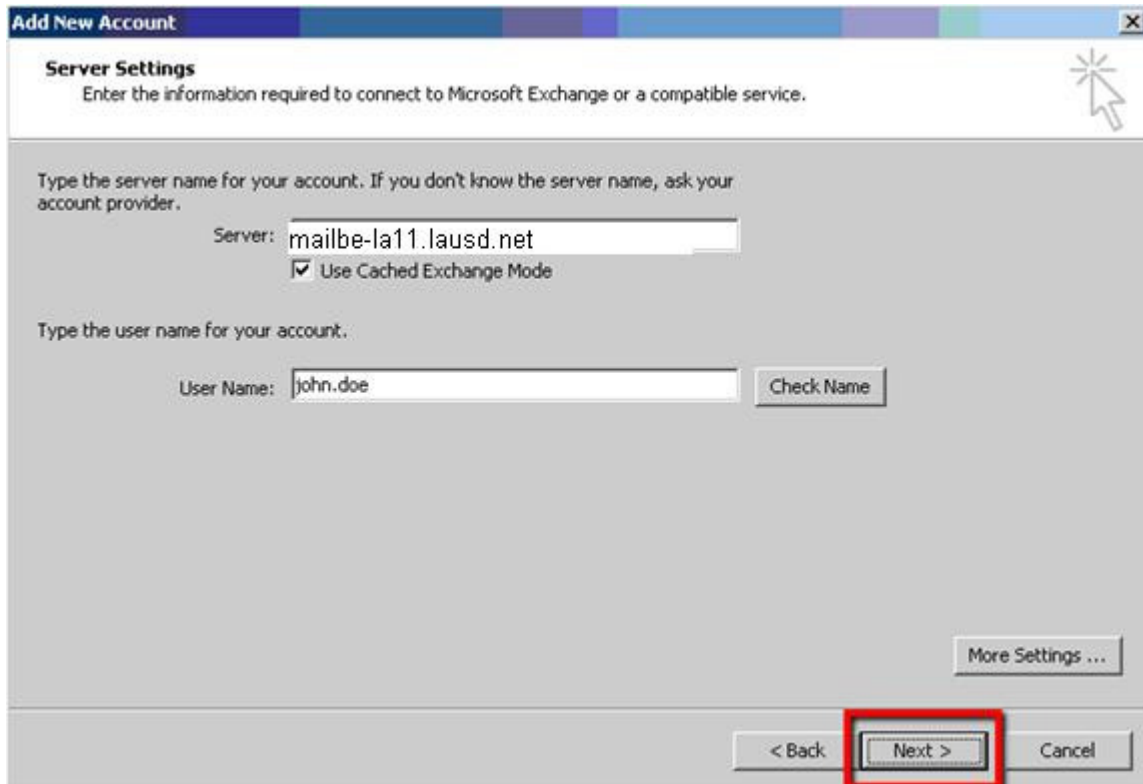 Add New Account
Server Settings
Enter the information required to connect to Microsoft Exchange or a compatible service.
Type the server name for your account. If you don't know the server name, ask your
account provider.
Server: mailbe-la11.lausd.net
Use Cached Exchange Mode
Type the user name for your account.
User Name: john.doe Check Name
More Settings ...
< Back Next > Cancel